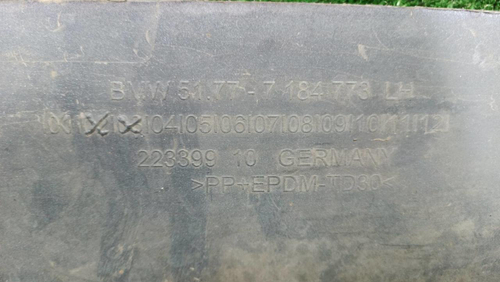 BMW 51.77 - 7 184 773 LH
|04|05|06|07|08|09|10|11|12|
223399 10 GERMANY
>PP+EPDM-TD30<